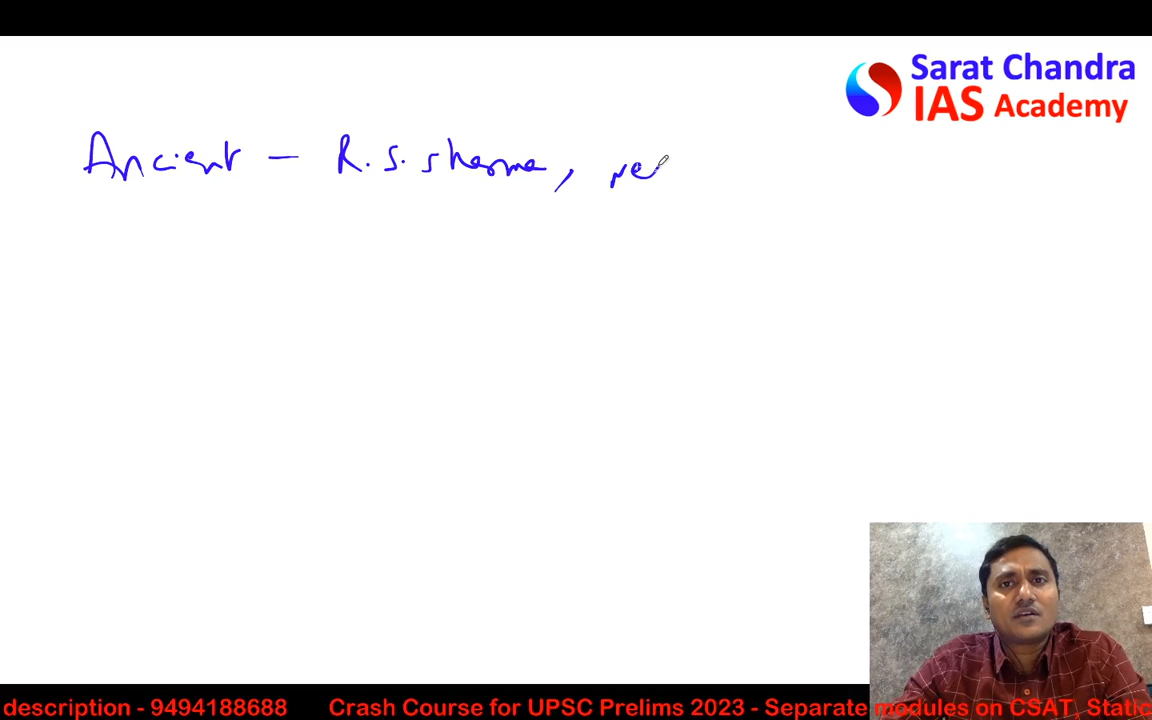 Sarat Chandra
IAS Academy
Ancient - R.S. Sharma, ne
description - 9494188688 Crash Course for UPSC Prelims 2023 - Separate modules on CSAT Static